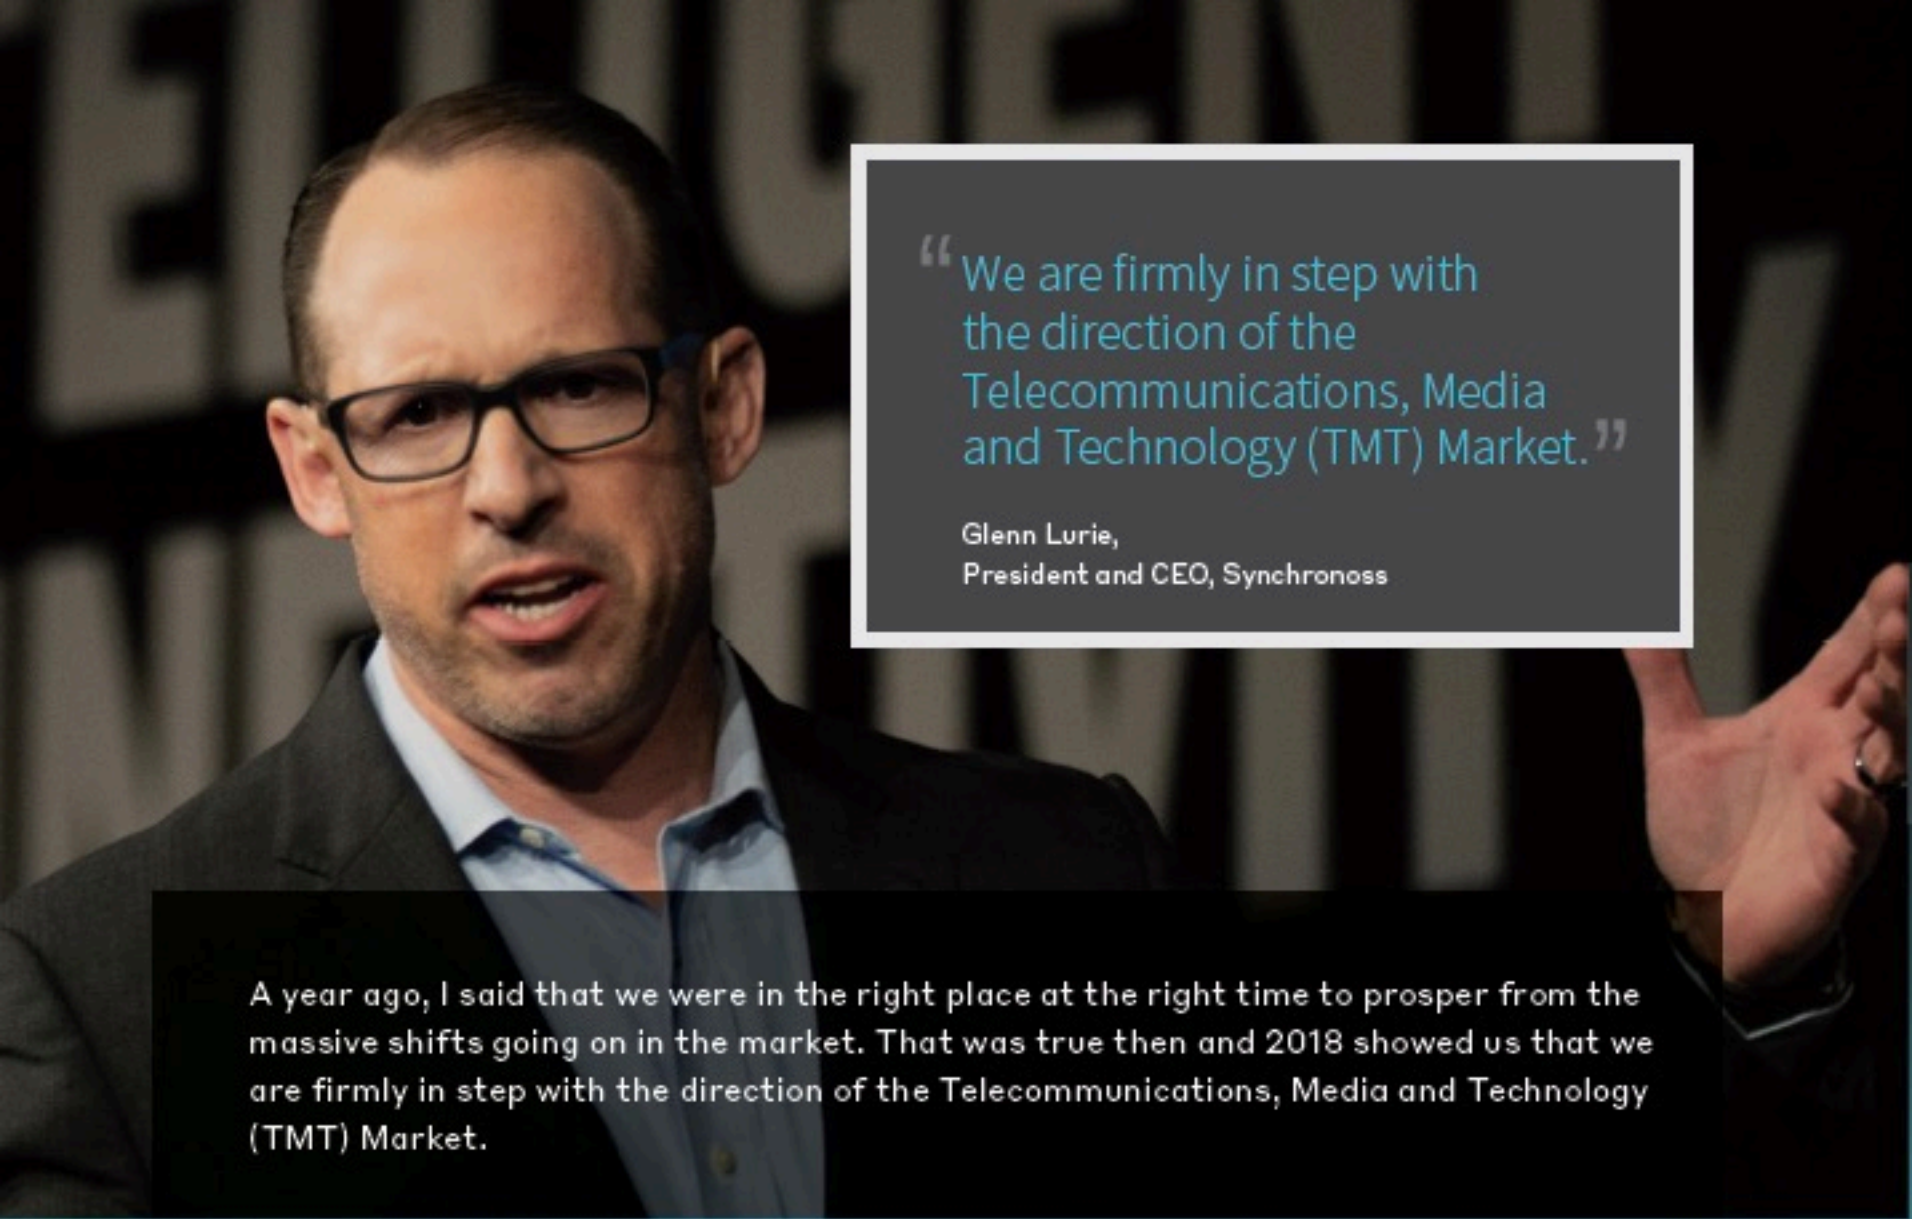 “We are firmly in step with
the direction of the
Telecommunications, Media
and Technology (TMT) Market.”
Glenn Lurie,
President and CEO, Synchronoss
A year ago, I said that we were in the right place at the right time to prosper from the
massive shifts going on in the market. That was true then and 2018 showed us that we
are firmly in step with the direction of the Telecommunications, Media and Technology
(TMT) Market.